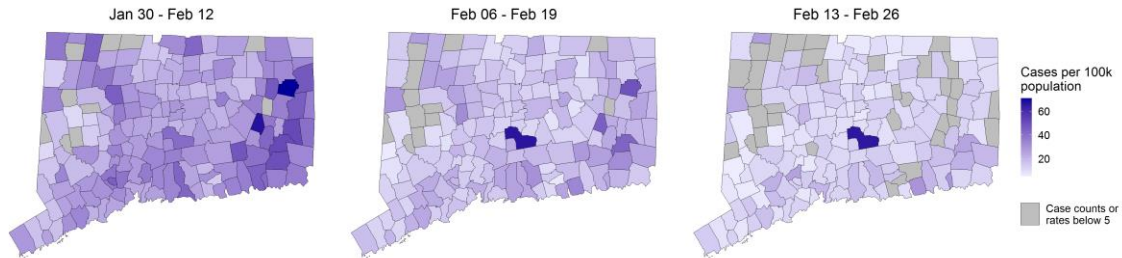 Jan 30 - Feb 12
Feb 06 - Feb 19
Feb 13 - Feb 26
Cases per 100k
population
60
40
20
Case counts or
rates below 5